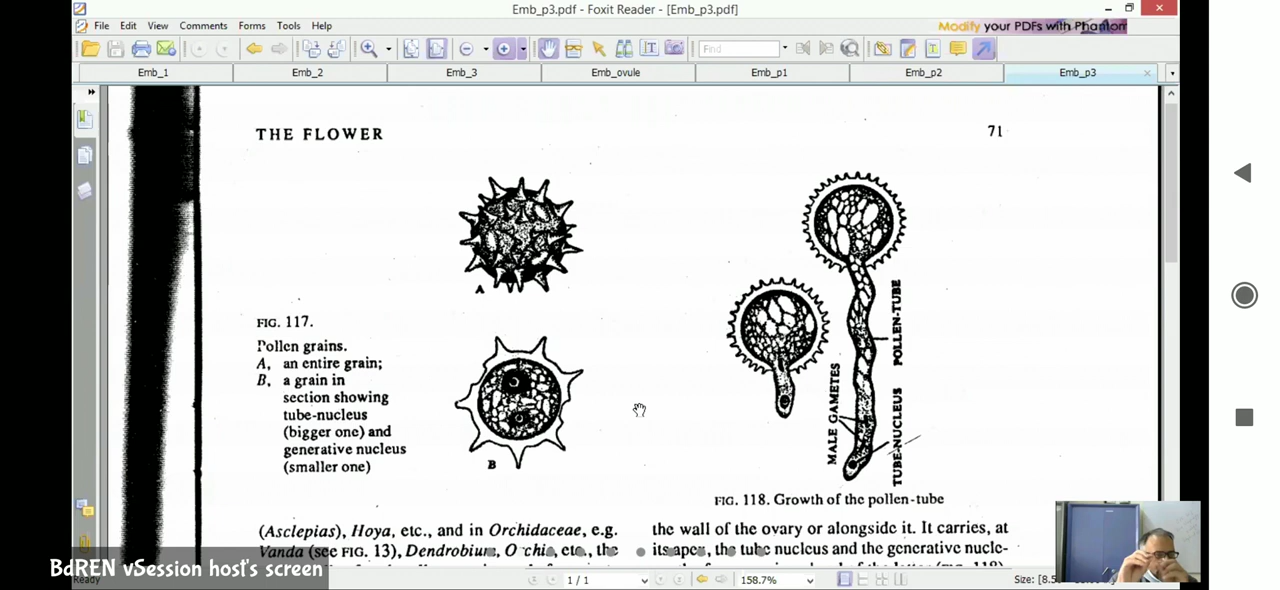 Emb_p3.pdf - Foxit Reader - [Emb_p3.pdf]
File Edit View Comments Forms Tools Help
Modify your PDFs with Phantom
Find
Emb_1 Emb_2 Emb_3 Emb_ovule Emb_p1 Emb_p2 Emb_p3
THE FLOWER
71
A
FIG. 117.
Pollen grains.
A, an entire grain;
B, a grain in
section showing
tube-nucleus
(bigger one) and
generative nucleus
(smaller one)
B
POLLEN-TUBE
MALE GAMETES
TUBE-NUCLEUS
FIG. 118. Growth of the pollen-tube
(Asclepias), Hoya, etc., and in Orchidaceae, e.g.
Vanda (see FIG. 13), Dendrobium, etc., the
the wall of the ovary or alongside it. It carries, at
its apex, the tube nucleus and the generative nucle-
BdREN vSession host's screen
Ready
1 / 1
158.7%
Size: [8.5